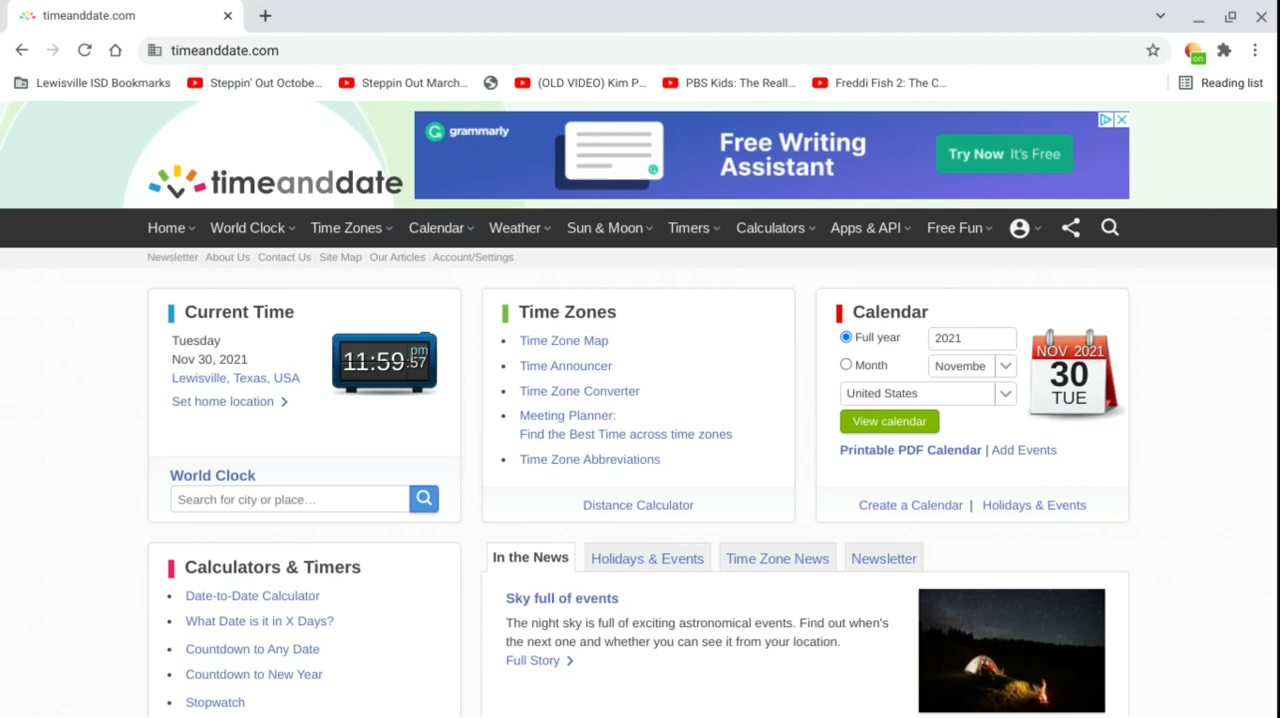 timeanddate.com
timeanddate.com
Lewisville ISD Bookmarks Steppin' Out Octobe... Steppin Out March... (OLD VIDEO) Kim P... PBS Kids: The Reall... Freddi Fish 2: The C... Reading list
on
grammarly
Free Writing
Assistant
Try Now It's Free
timeanddate
Home World Clock Time Zones Calendar Weather Sun & Moon Timers Calculators Apps & API Free Fun
Newsletter About Us Contact Us Site Map Our Articles Account/Settings
Current Time
Tuesday
Nov 30, 2021
Lewisville, Texas, USA
Set home location
11:59:57 pm
World Clock
Search for city or place...
Time Zones
Time Zone Map
Time Announcer
Time Zone Converter
Meeting Planner:
Find the Best Time across time zones
Time Zone Abbreviations
Distance Calculator
Calendar
Full year 2021
Month Novembe
United States
View calendar
NOV 2021
30
TUE
Printable PDF Calendar | Add Events
Create a Calendar | Holidays & Events
Calculators & Timers
Date-to-Date Calculator
What Date is it in X Days?
Countdown to Any Date
Countdown to New Year
Stopwatch
In the News Holidays & Events Time Zone News Newsletter
Sky full of events
The night sky is full of exciting astronomical events. Find out when's
the next one and whether you can see it from your location.
Full Story